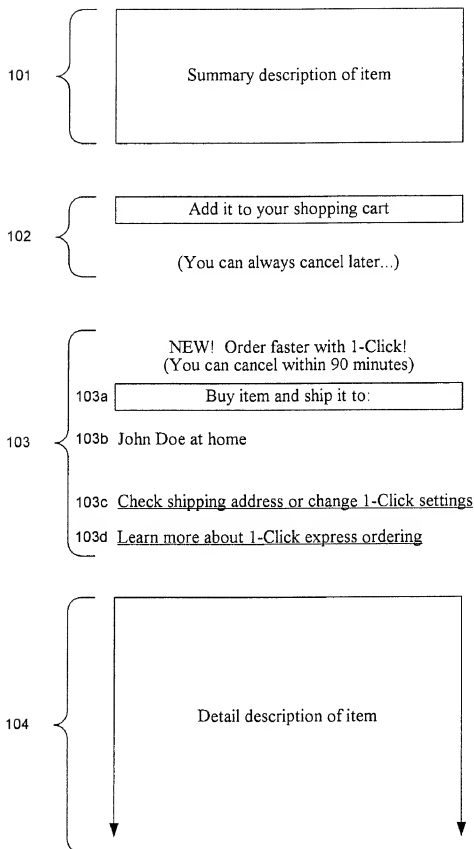 101
Summary description of item
102
Add it to your shopping cart
(You can always cancel later...)
103
NEW! Order faster with 1-Click!
(You can cancel within 90 minutes)
103a Buy item and ship it to:
103b John Doe at home
103c Check shipping address or change 1-Click settings
103d Learn more about 1-Click express ordering
104
Detail description of item